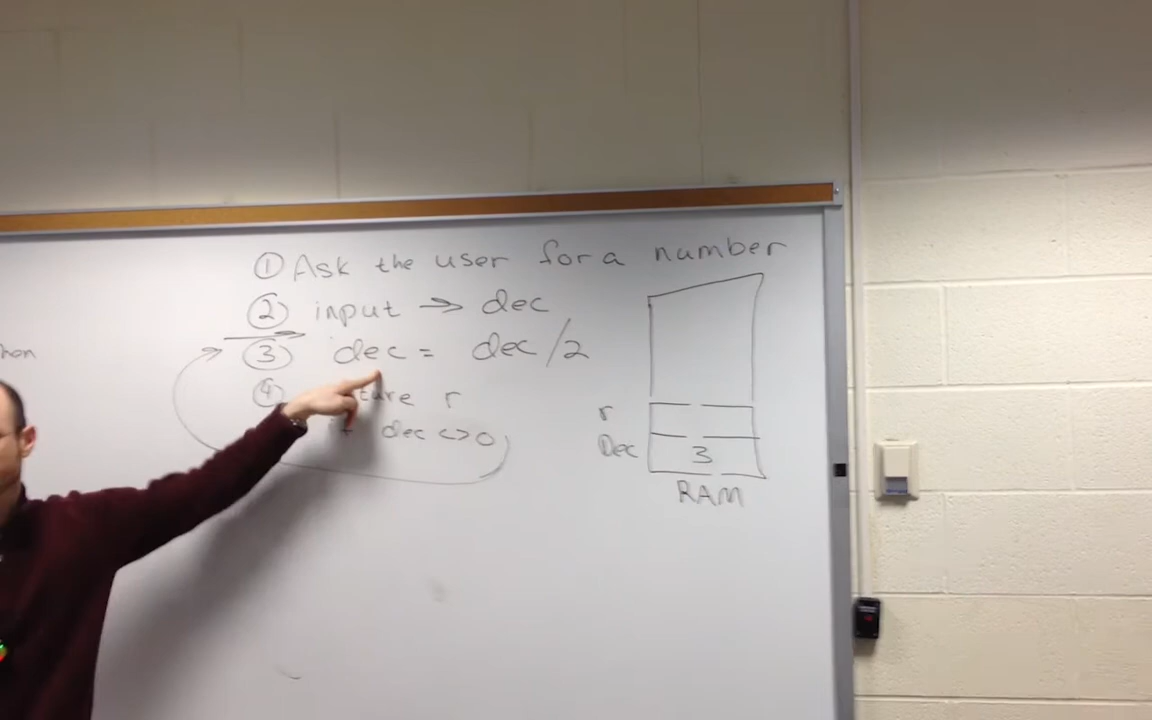 ① Ask the user for a number
② input → dec
③ dec = dec/2
④ r
dec <> 0
r
Dec 3
RAM